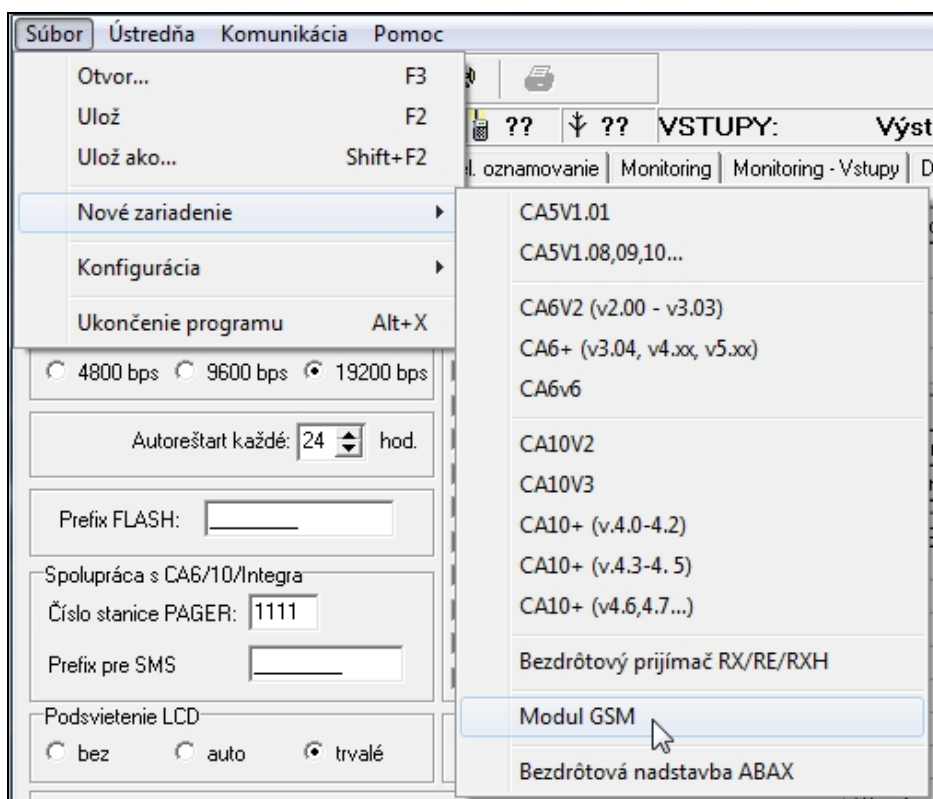 Súbor Ústredňa Komunikácia Pomoc
Otvor... F3
Ulož F2
Ulož ako... Shift+F2
Nové zariadenie
Konfigurácia
Ukončenie programu Alt+X
?? ?? VSTUPY: Výst
l. oznamovanie Monitoring Monitoring - Vstupy D
CA5V1.01
CA5V1.08,09,10...
CA6V2 (v2.00 - v3.03)
CA6+ (v3.04, v4.xx, v5.xx)
CA6v6
CA10V2
CA10V3
CA10+ (v.4.0-4.2)
CA10+ (v.4.3-4. 5)
CA10+ (v4.6,4.7...)
Bezdrôtový prijímač RX/RE/RXH
Modul GSM
Bezdrôtová nadstavba ABAX
4800 bps 9600 bps 19200 bps
Autoreštart každé: 24 hod.
Prefix FLASH:
Spolupráca s CA6/10/Integra
Číslo stanice PAGER: 1111
Prefix pre SMS
Podsvietenie LCD
bez auto trvalé